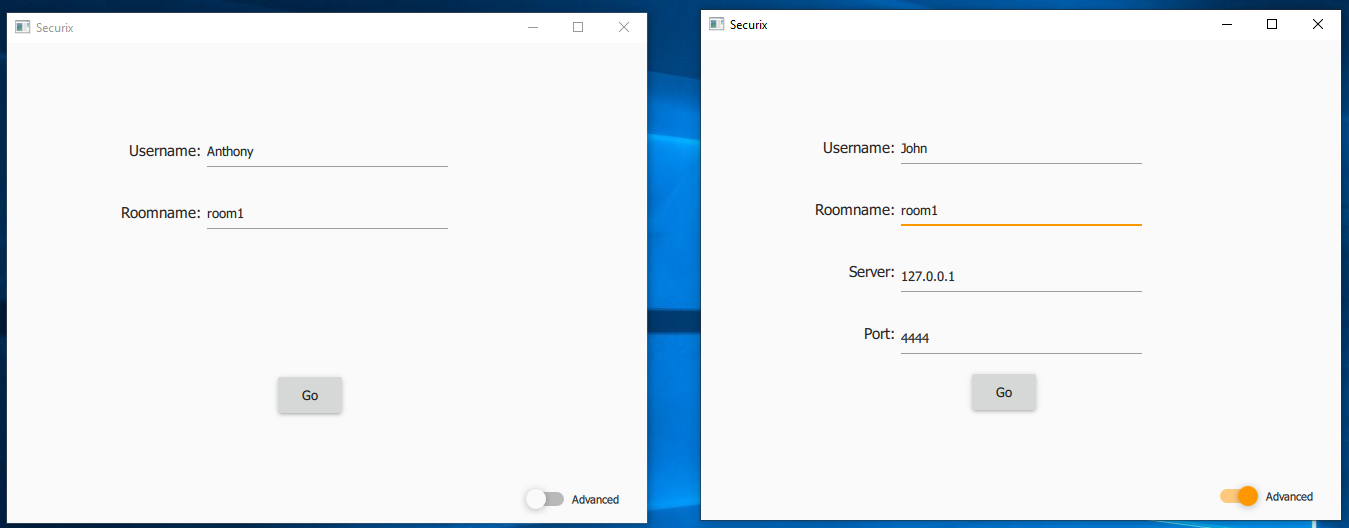 Securix
Username: Anthony
Roomname: room1
Go
Advanced
Securix
Username: John
Roomname: room1
Server: 127.0.0.1
Port: 4444
Go
Advanced